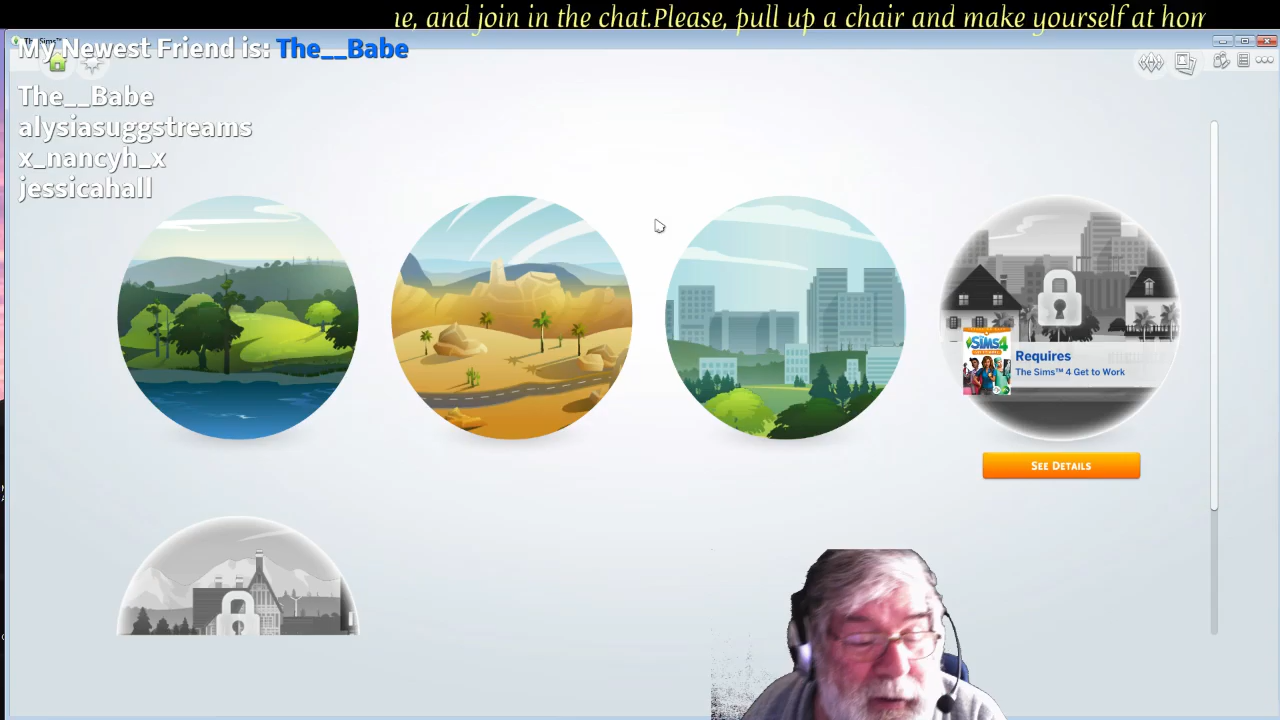 ıe, and join in the chat.Please, pull up a chair and make yourself at hon
My Newest Friend is: The__Babe
The__Babe
alysiasuggstreams
x_nancyh_x
jessicahall
SIMS4
Requires
The Sims™ 4 Get to Work
See Details